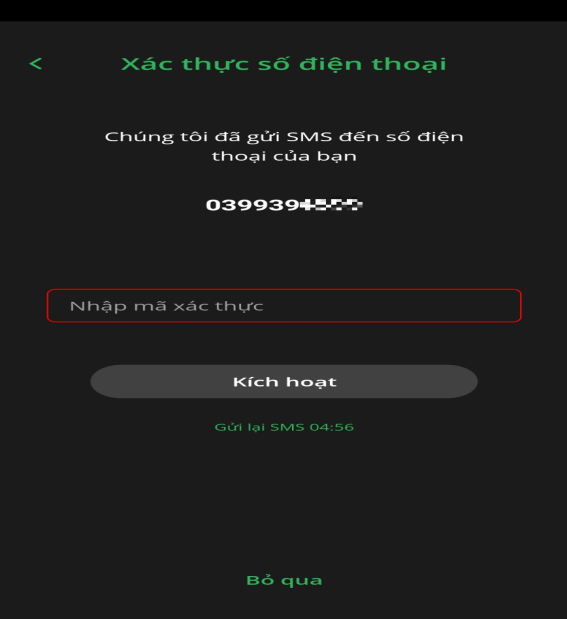 Xác thực số điện thoại
Chúng tôi đã gửi SMS đến số điện
thoại của bạn
Nhập mã xác thực
Kích hoạt
Gửi lại SMS 04:56
Bỏ qua